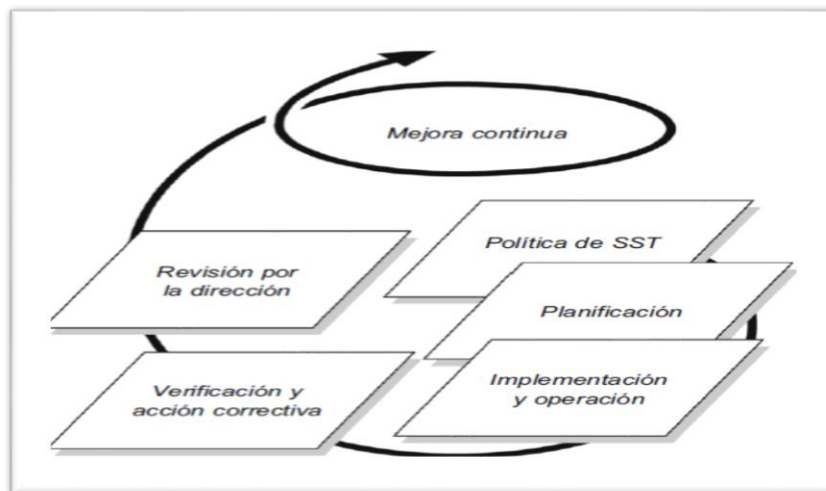 Mejora continua
Política de SST
Planificación
Implementación
y operación
Verificación y
acción correctiva
Revisión por
la dirección